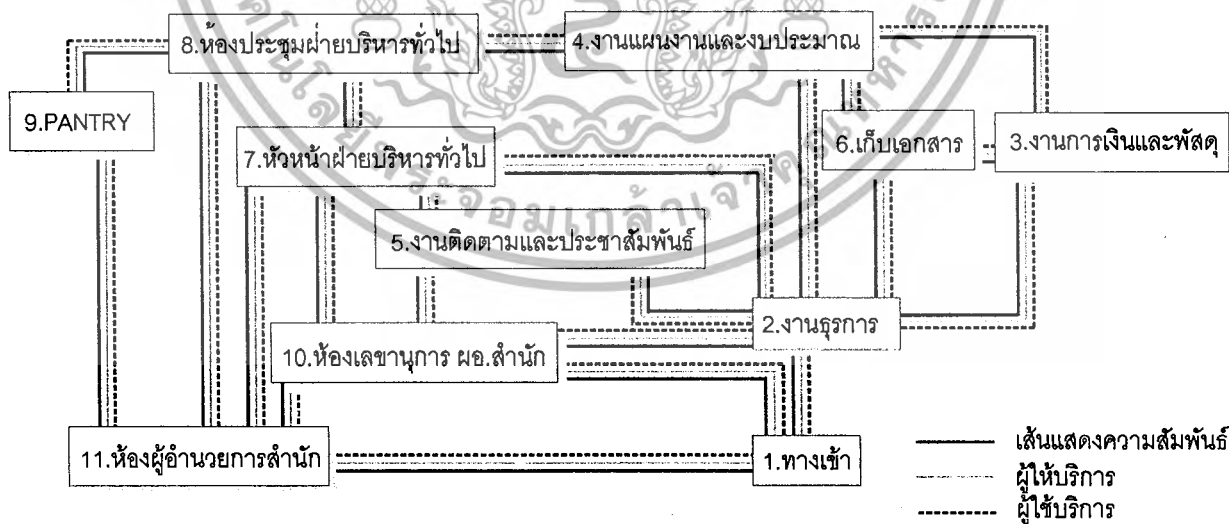 8.ห้องประชุมฝ่ายบริหารทั่วไป
4.งานแผนงานและงบประมาณ
9.PANTRY
7.หัวหน้าฝ่ายบริหารทั่วไป
6.เก็บเอกสาร
3.งานการเงินและพัสดุ
5.งานติดตามและประชาสัมพันธ์
2.งานธุรการ
10.ห้องเลขานุการ ผอ.สำนัก
11.ห้องผู้อำนวยการสำนัก
1.ทางเข้า
เส้นแสดงความสัมพันธ์
ผู้ให้บริการ
ผู้ใช้บริการ